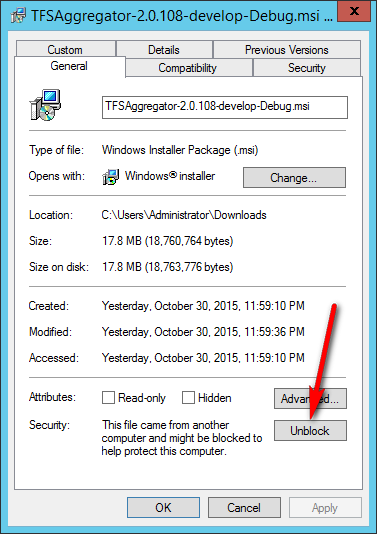 TFSAggregator-2.0.108-develop-Debug.msi ...
Custom Details Previous Versions
General Compatibility Security
TFSAggregator-2.0.108-develop-Debug.msi
Type of file: Windows Installer Package (.msi)
Opens with: Windows® installer Change...
Location: C:\Users\Administrator\Downloads
Size: 17.8 MB (18,760,764 bytes)
Size on disk: 17.8 MB (18,763,776 bytes)
Created: Yesterday, October 30, 2015, 11:59:10 PM
Modified: Yesterday, October 30, 2015, 11:59:36 PM
Accessed: Yesterday, October 30, 2015, 11:59:10 PM
Attributes: Read-only Hidden Advanced...
Security: This file came from another
computer and might be blocked to
help protect this computer.
Unblock
OK Cancel Apply